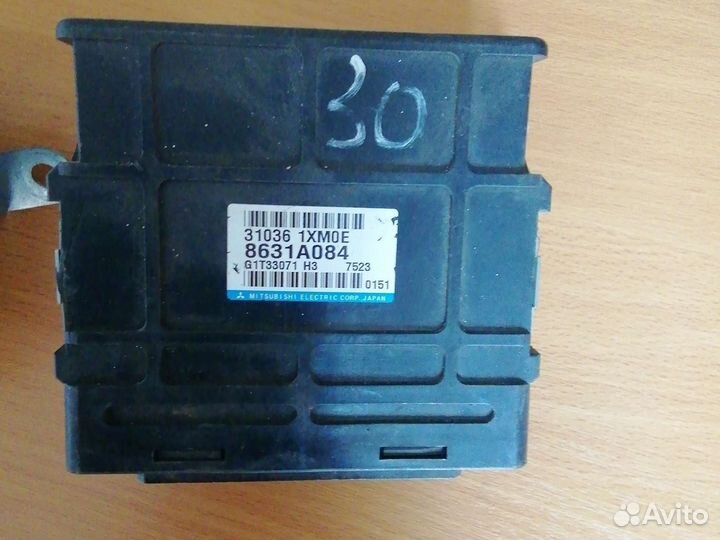 30
31036 1XM0E
8631A084
G1T33071 H3 7523
0151
MITSUBISHI ELECTRIC CORP., JAPAN
Avito